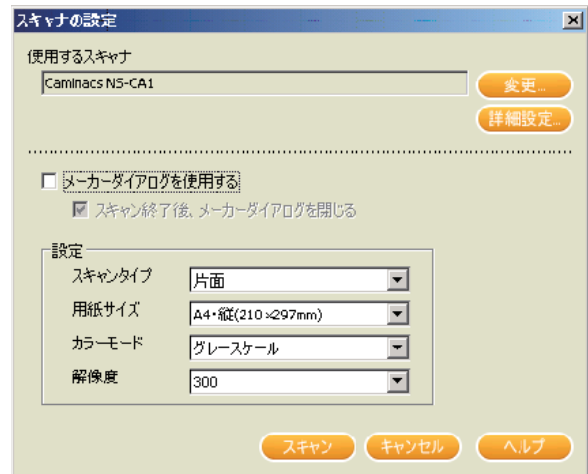 スキャナの設定
使用するスキャナ
Caminacs NS-CA1
変更...
詳細設定...
メーカーダイアログを使用する
スキャン終了後、メーカーダイアログを閉じる
設定
スキャンタイプ 片面
用紙サイズ A4・縦(210×297mm)
カラーモード グレースケール
解像度 300
スキャン キャンセル ヘルプ